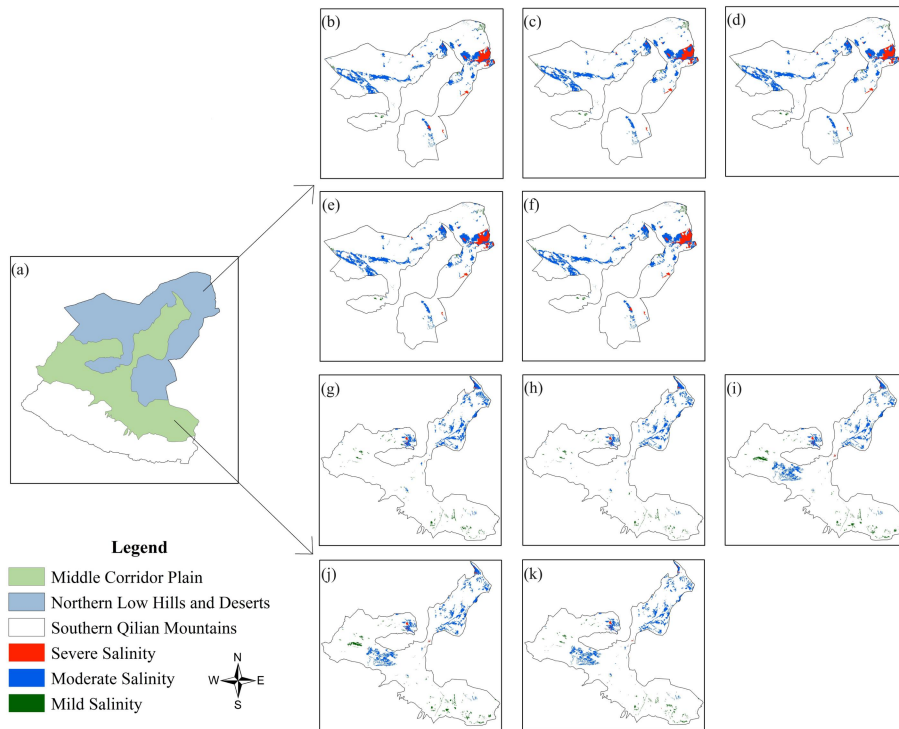 (b)
(c)
(d)
(e)
(f)
(a)
(g)
(h)
(i)
(j)
(k)
Legend
Middle Corridor Plain
Northern Low Hills and Deserts
Southern Qilian Mountains
Severe Salinity
Moderate Salinity
Mild Salinity
N
W
E
S